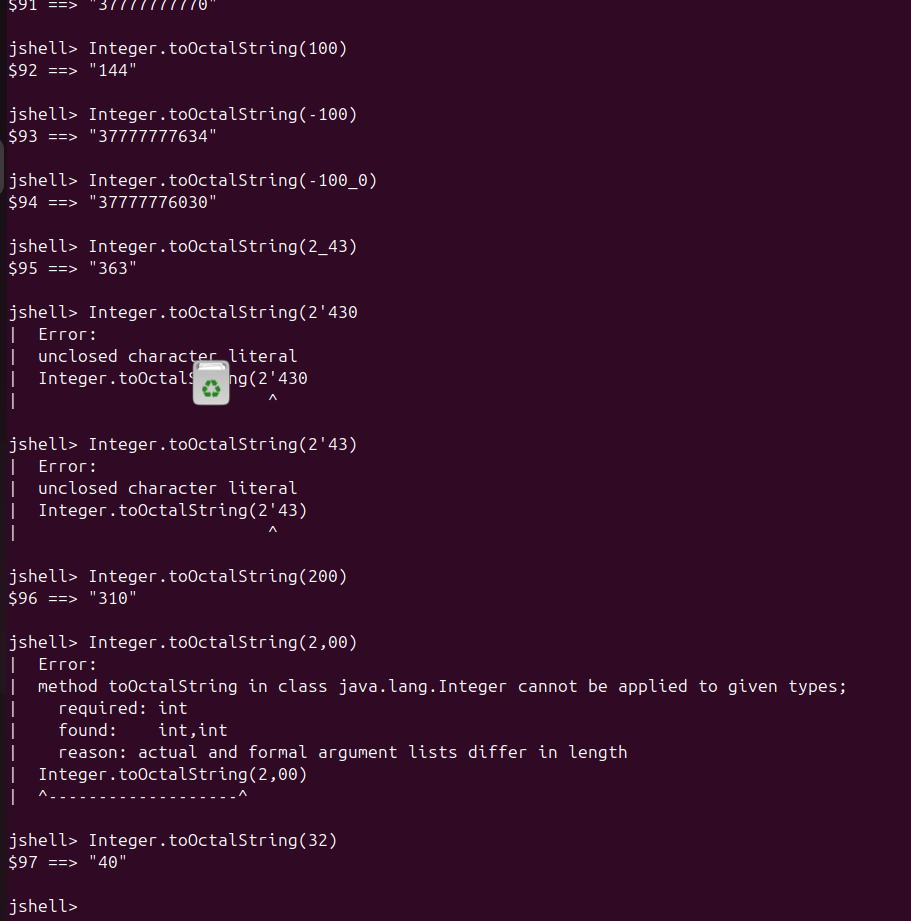 $91 ==> "37777777770"
jshell> Integer.toOctalString(100)
$92 ==> "144"
jshell> Integer.toOctalString(-100)
$93 ==> "37777777634"
jshell> Integer.toOctalString(-100_0)
$94 ==> "37777776030"
jshell> Integer.toOctalString(2_43)
$95 ==> "363"
jshell> Integer.toOctalString(2'430
|  Error:
|  unclosed character literal
|  Integer.toOctalString(2'430
|                         ^
jshell> Integer.toOctalString(2'43)
|  Error:
|  unclosed character literal
|  Integer.toOctalString(2'43)
|                         ^
jshell> Integer.toOctalString(200)
$96 ==> "310"
jshell> Integer.toOctalString(2,00)
|  Error:
|  method toOctalString in class java.lang.Integer cannot be applied to given types;
|    required: int
|    found:    int,int
|    reason: actual and formal argument lists differ in length
|  Integer.toOctalString(2,00)
|  ^-------------------^
jshell> Integer.toOctalString(32)
$97 ==> "40"
jshell>